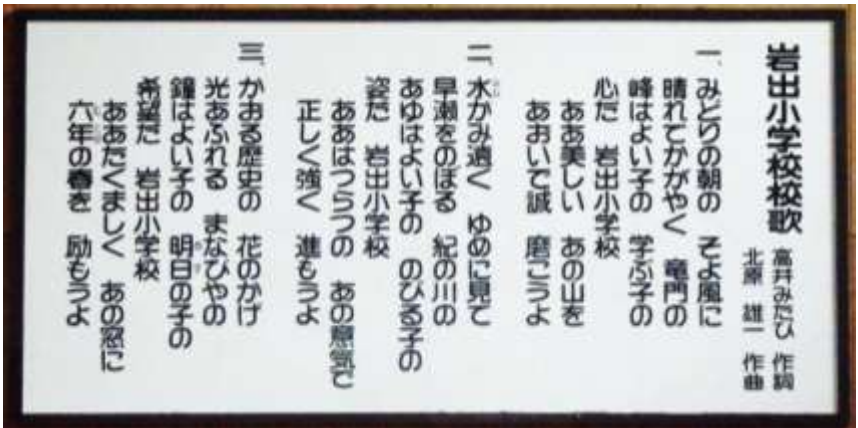 岩出小学校校歌
高井みたび 作詞
北原 雄一 作曲
一、みどりの朝の そよ風に
晴れてかがやく 竜門の
峰はよい子の 学ぶ子の
心だ 岩出小学校
ああ美しい あの山を
あおいで誠 磨こうよ
二、水かみ遠く ゆめに見て
早瀬をのぼる 紀の川の
あゆはよい子の のびる子の
姿だ 岩出小学校
ああはつらつの あの意気で
正しく強く 進もうよ
三、かおる歴史の 花のかげ
光あふれる まなびやの
鐘はよい子の 明日の子の
希望だ 岩出小学校
ああたくましく あの窓に
六年の春を 励もうよ